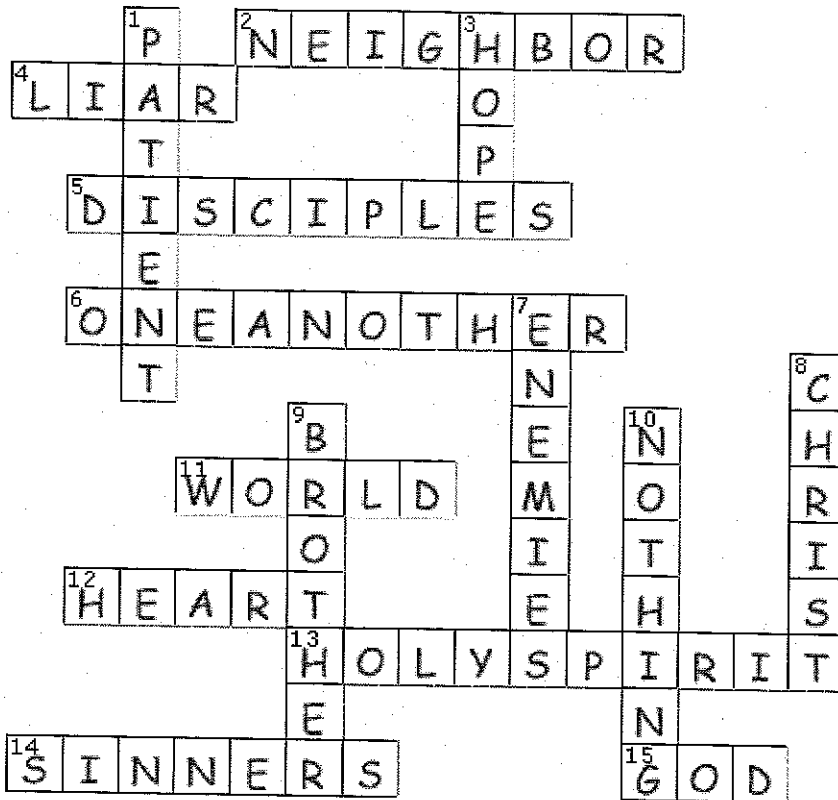 1 P 2 N E I G 3 H B O R
4 L I A R O
T P
5 D I S C I P L E S
E
6 O N E A N O T H 7 E R
T N 8 C
9 B E 10 N H
11 W O R L D M O R
O I T I
12 H E A R T E H S
13 H O L Y S P I R I T
E N
14 S I N N E R S 15 G O D